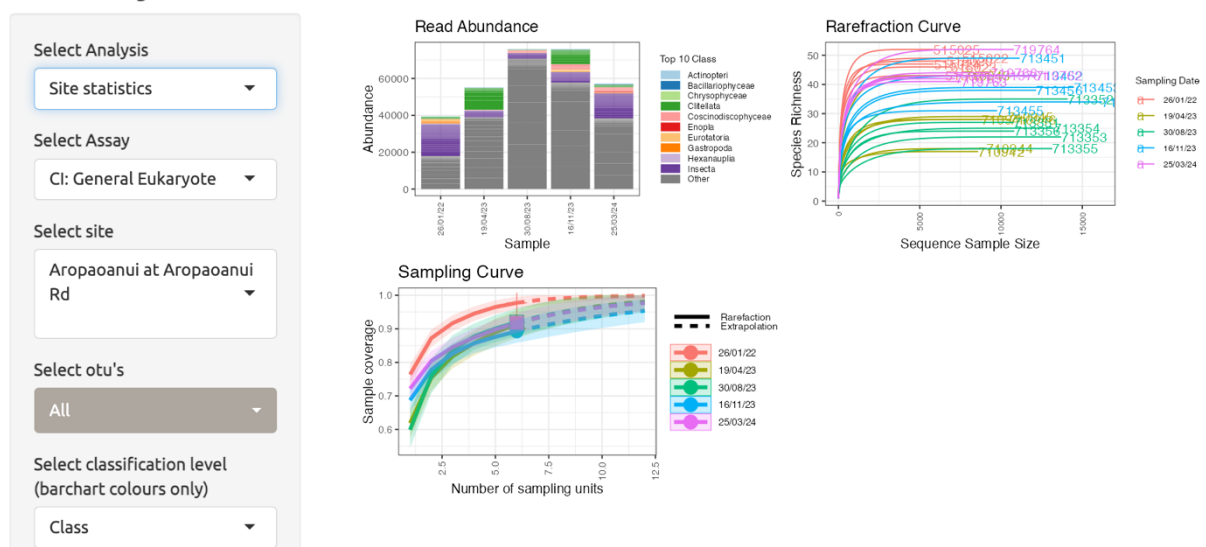 Select Analysis
Site statistics
Select Assay
CI: General Eukaryote
Select site
Aropaoanui at Aropaoanui
Rd
Select otu's
All
Select classification level
(barchart colours only)
Class
Read Abundance
Abundance
60000
40000
20000
0
26/01/22
19/04/23
30/08/23
16/11/23
25/03/24
Sample
Top 10 Class
Actinopteri
Bacillariophyceae
Chrysophyceae
Clitellata
Coscinodiscophyceae
Enopla
Eurotatoria
Gastropoda
Hexanauplia
Insecta
Other
Rarefraction Curve
Species Richness
50
40
30
20
10
0
515025
719764
713451
713462
719763
713455
713354
713353
713355
710944
710942
0
5000
10000
15000
Sequence Sample Size
Sampling Date
a 26/01/22
a 19/04/23
a 30/08/23
a 16/11/23
a 25/03/24
Sampling Curve
Sample coverage
1.0
0.9
0.8
0.7
0.6
2.5
5.0
7.5
10.0
12.5
Number of sampling units
Rarefaction
Extrapolation
26/01/22
19/04/23
30/08/23
16/11/23
25/03/24